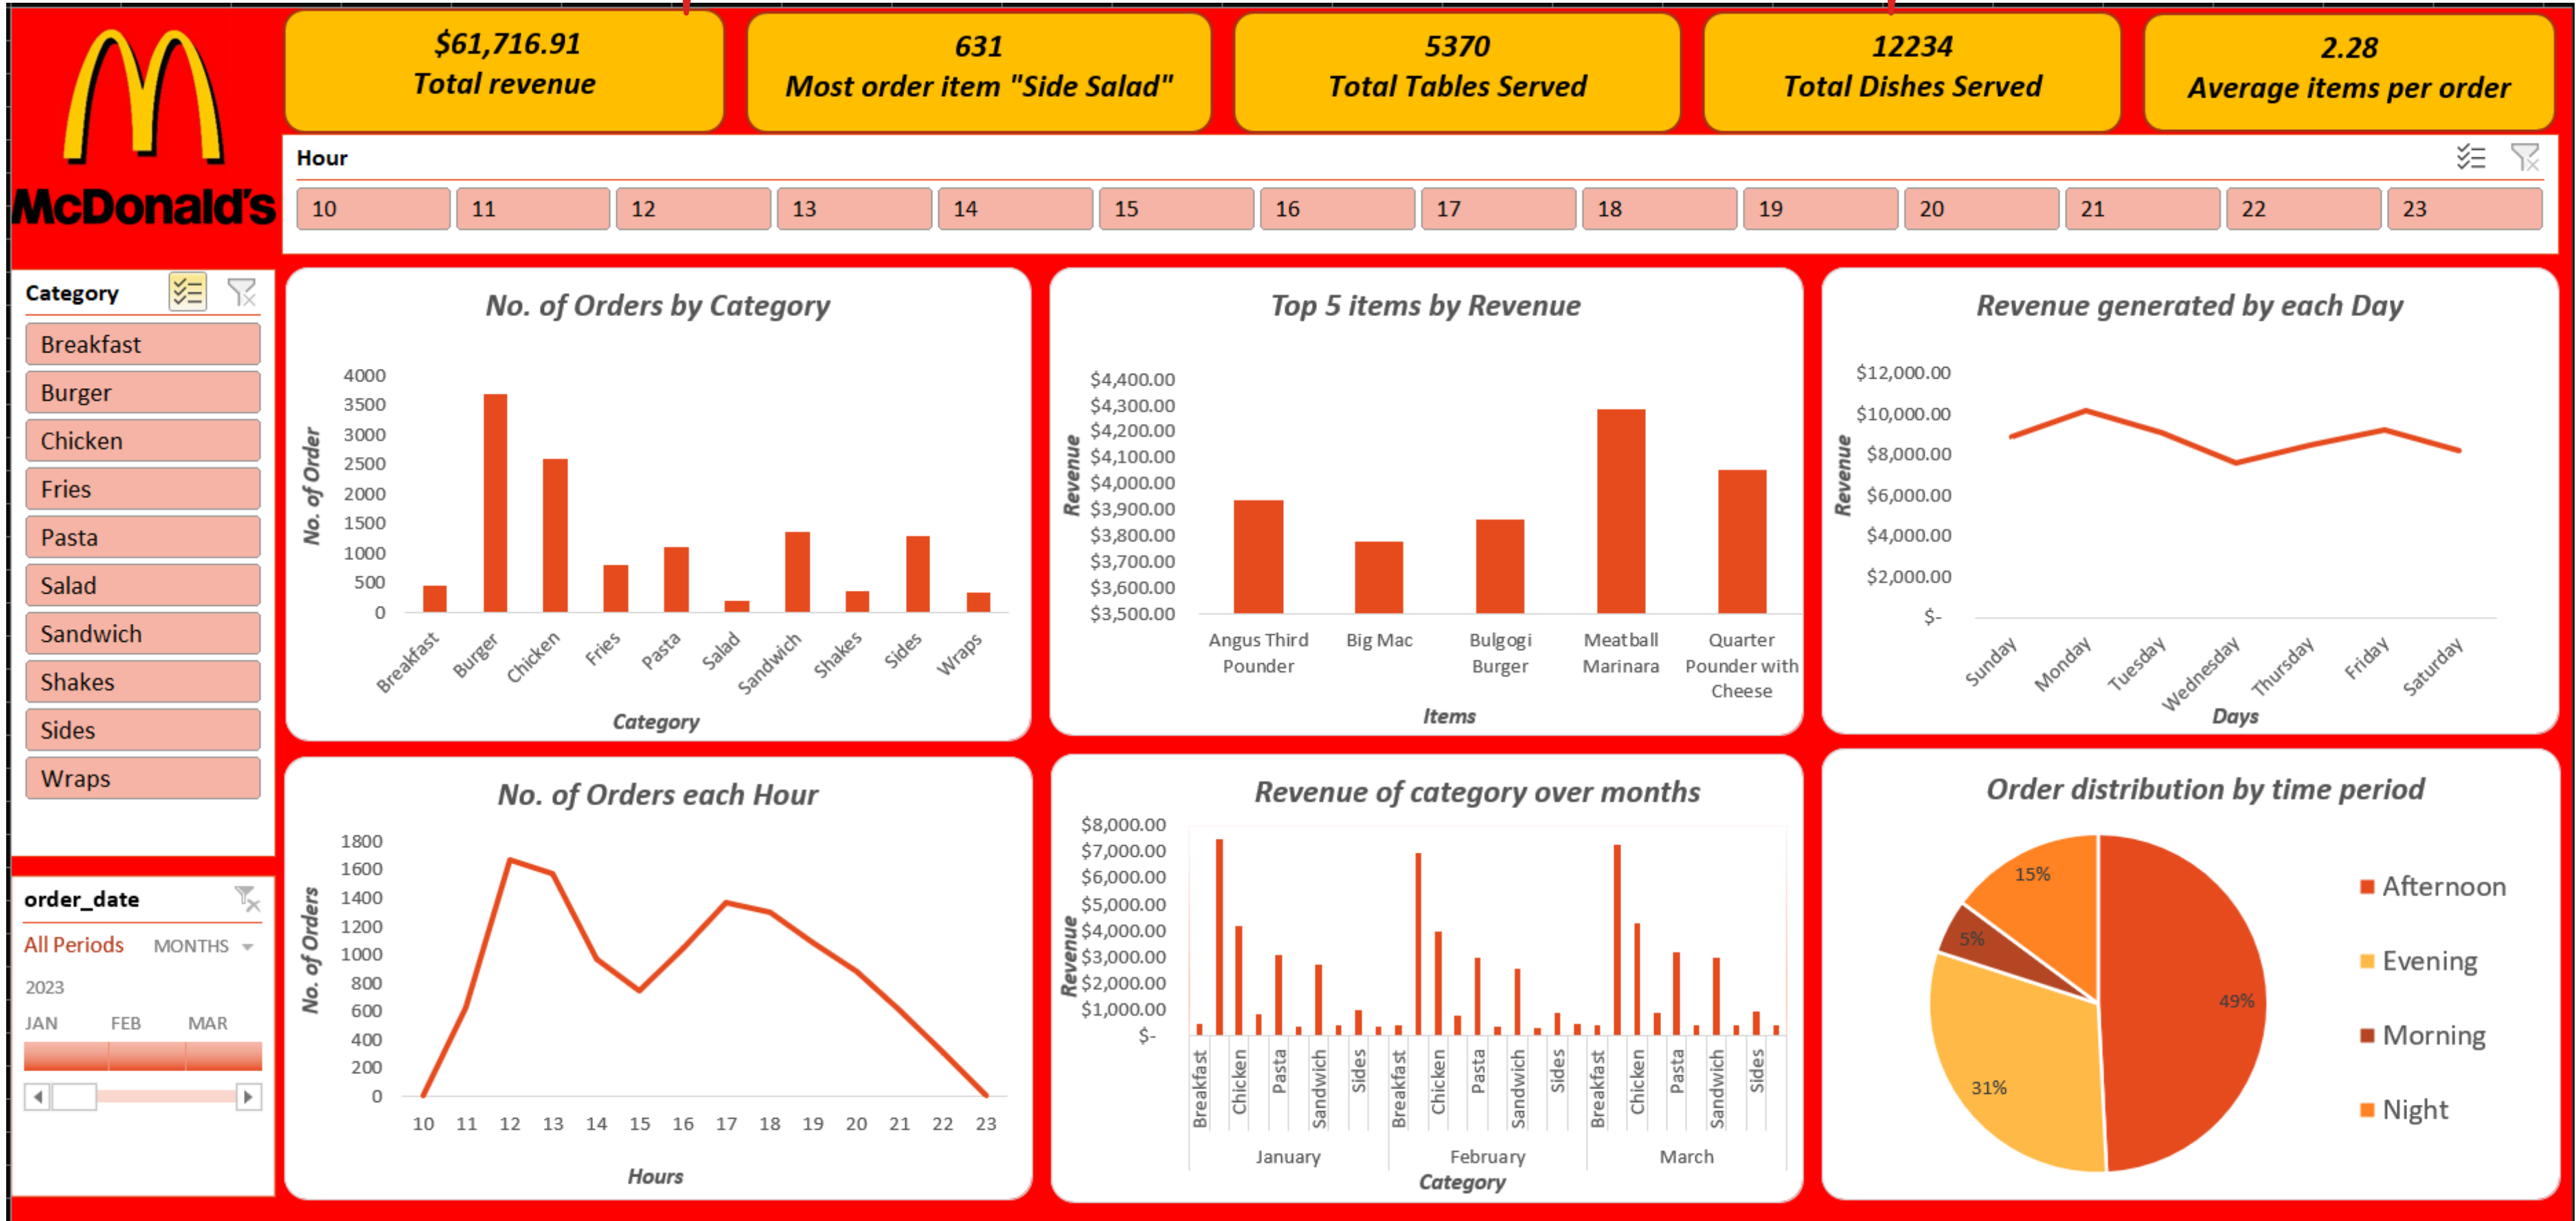 McDonald's
$61,716.91
Total revenue
631
Most order item "Side Salad"
5370
Total Tables Served
12234
Total Dishes Served
2.28
Average items per order
Hour
10 11 12 13 14 15 16 17 18 19 20 21 22 23
Category
Breakfast
Burger
Chicken
Fries
Pasta
Salad
Sandwich
Shakes
Sides
Wraps
order_date
All Periods MONTHS
2023
JAN FEB MAR
No. of Orders by Category
No. of Order
4000
3500
3000
2500
2000
1500
1000
500
0
Breakfast Burger Chicken Fries Pasta Salad Sandwich Shakes Sides Wraps
Category
Top 5 items by Revenue
Revenue
$4,400.00
$4,300.00
$4,200.00
$4,100.00
$4,000.00
$3,900.00
$3,800.00
$3,700.00
$3,600.00
$3,500.00
Angus Third Pounder
Big Mac
Bulgogi Burger
Meatball Marinara
Quarter Pounder with Cheese
Items
Revenue generated by each Day
Revenue
$12,000.00
$10,000.00
$8,000.00
$6,000.00
$4,000.00
$2,000.00
$-
Sunday Monday Tuesday Wednesday Thursday Friday Saturday
Days
No. of Orders each Hour
No. of Orders
1800
1600
1400
1200
1000
800
600
400
200
0
10 11 12 13 14 15 16 17 18 19 20 21 22 23
Hours
Revenue of category over months
Revenue
$8,000.00
$7,000.00
$6,000.00
$5,000.00
$4,000.00
$3,000.00
$2,000.00
$1,000.00
$-
Breakfast Chicken Pasta Sandwich Sides Breakfast Chicken Pasta Sandwich Sides Breakfast Chicken Pasta Sandwich Sides
January February March
Category
Order distribution by time period
15%
5%
49%
31%
Afternoon
Evening
Morning
Night